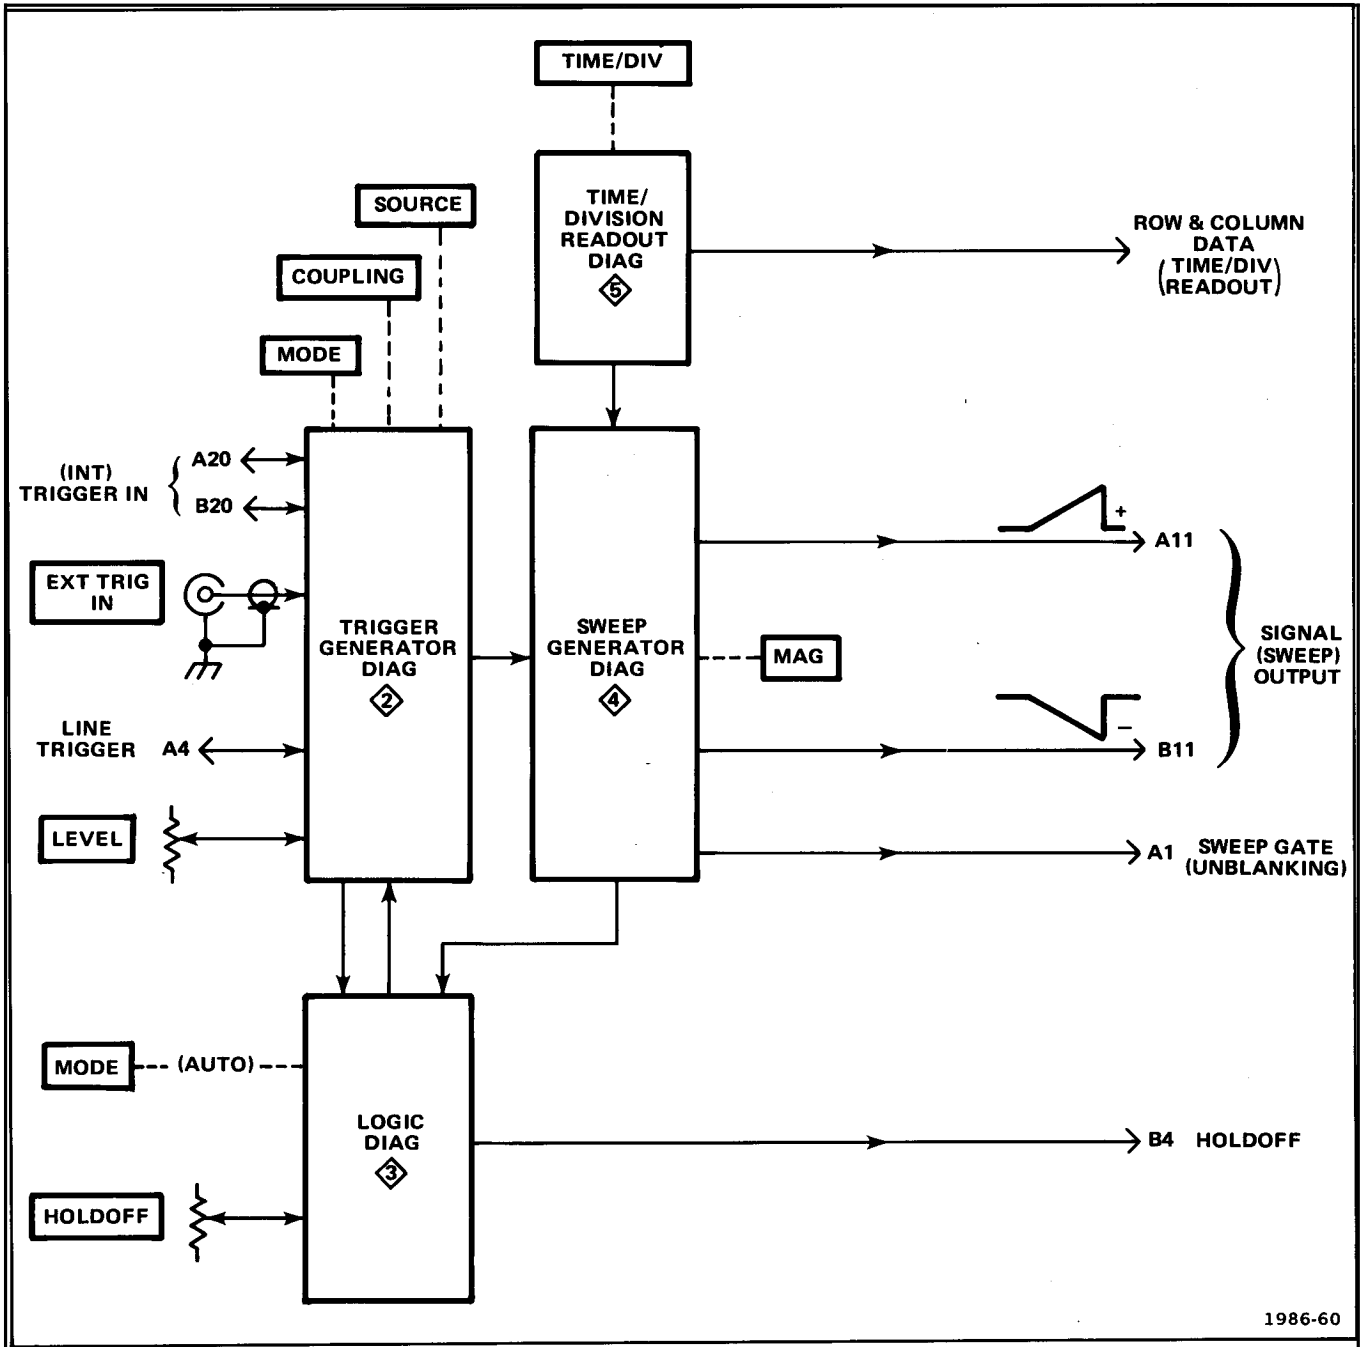 TIME/DIV
TIME/
DIVISION
READOUT
DIAG
5
ROW & COLUMN
DATA
(TIME/DIV)
READOUT
SOURCE
COUPLING
MODE
(INT)
TRIGGER IN
A20
B20
EXT TRIG
IN
LINE
TRIGGER
A4
LEVEL
TRIGGER
GENERATOR
DIAG
2
SWEEP
GENERATOR
DIAG
4
MAG
+
A11
−
B11
SIGNAL
(SWEEP)
OUTPUT
A1 SWEEP GATE
(UNBLANKING)
MODE
(AUTO)
HOLDOFF
LOGIC
DIAG
3
B4 HOLDOFF
1986-60